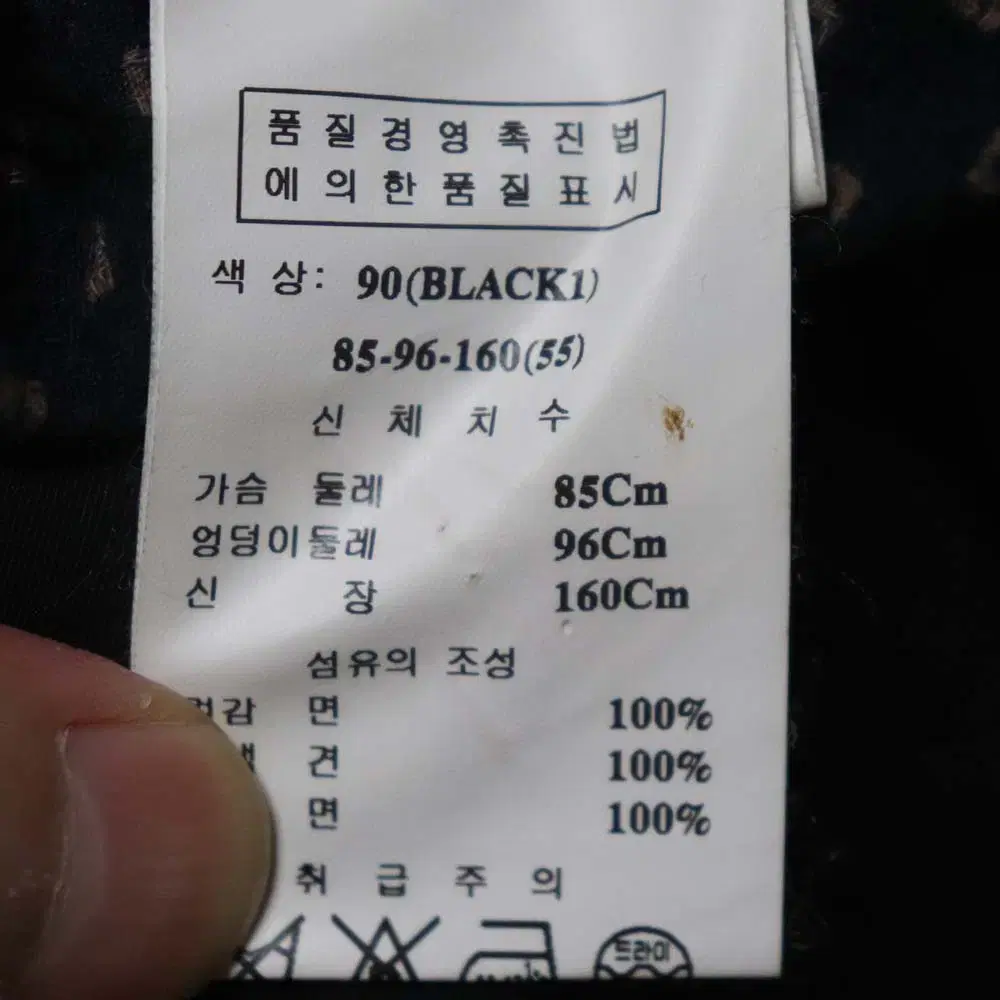 품질경영촉진법
에의한품질표시
색 상: 90(BLACK1)
85-96-160(55)
신 체 치 수
가슴 둘레 85Cm
엉덩이둘레 96Cm
신 장 160Cm
섬유의 조성
겉감 면 100%
견 100%
면 100%
취 급 주 의
드라이